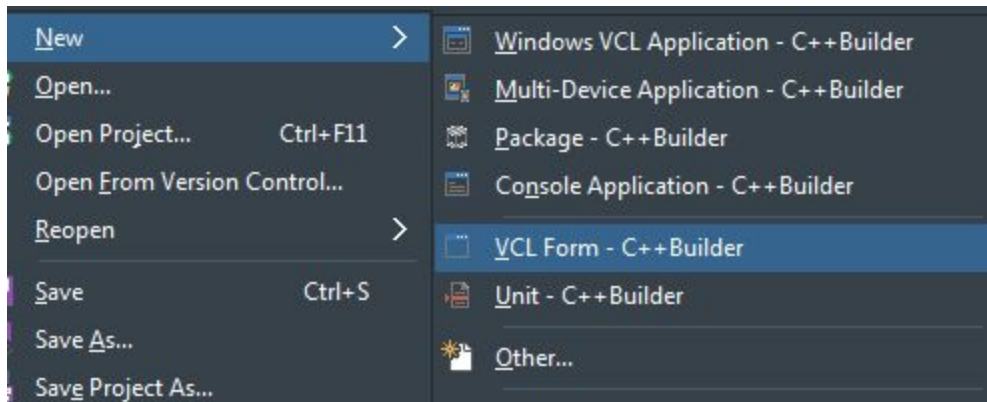 New
Open...
Open Project... Ctrl+F11
Open From Version Control...
Reopen
Save Ctrl+S
Save As...
Save Project As...
Windows VCL Application - C++Builder
Multi-Device Application - C++Builder
Package - C++Builder
Console Application - C++Builder
VCL Form - C++Builder
Unit - C++Builder
Other...